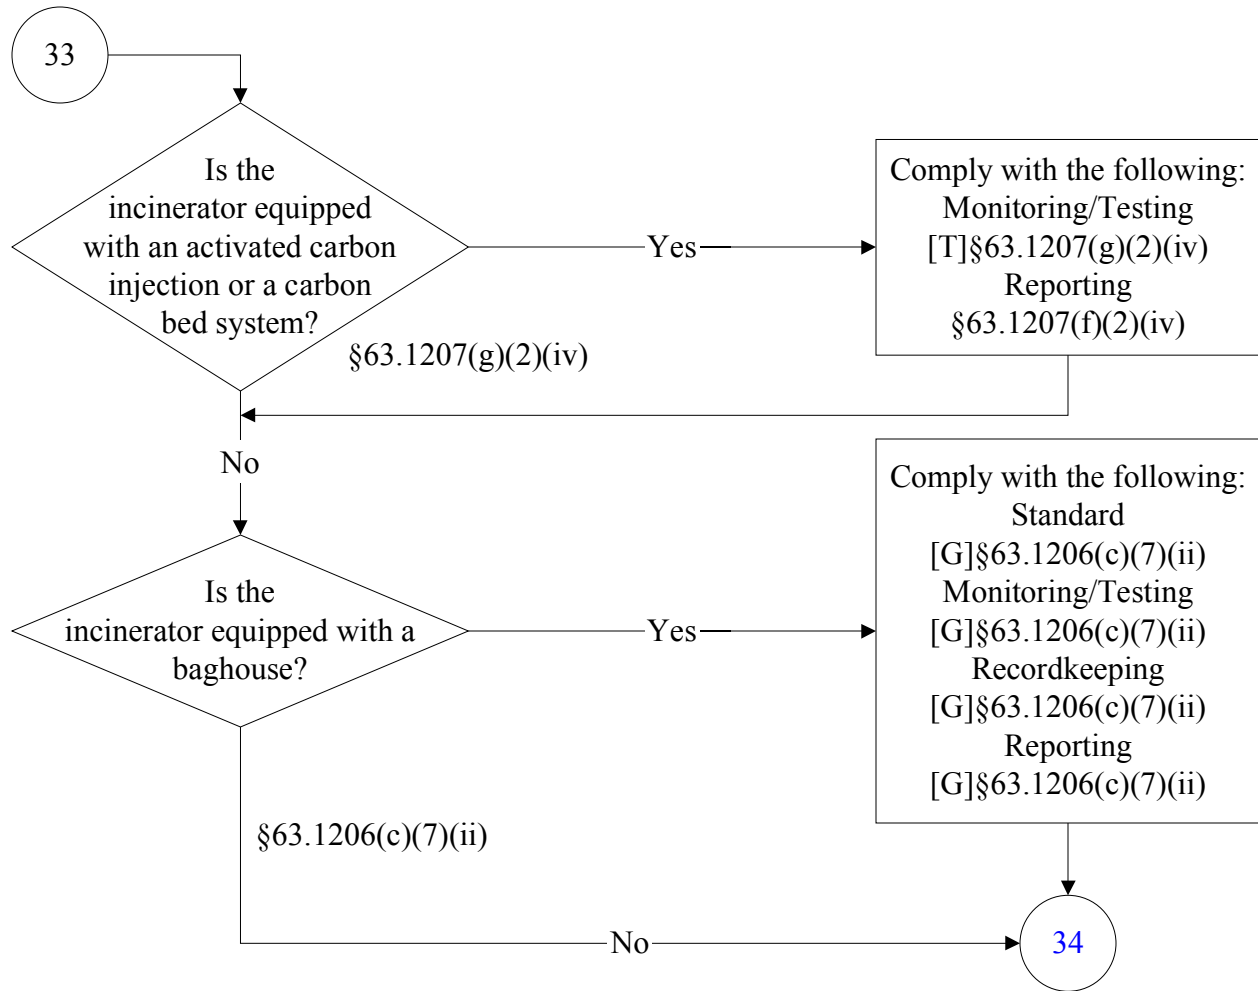 33
Is the
incinerator equipped
with an activated carbon
injection or a carbon
bed system?
§63.1207(g)(2)(iv)
Yes
Comply with the following:
Monitoring/Testing
[T]§63.1207(g)(2)(iv)
Reporting
§63.1207(f)(2)(iv)
No
Is the
incinerator equipped with a
baghouse?
§63.1206(c)(7)(ii)
Yes
Comply with the following:
Standard
[G]§63.1206(c)(7)(ii)
Monitoring/Testing
[G]§63.1206(c)(7)(ii)
Recordkeeping
[G]§63.1206(c)(7)(ii)
Reporting
[G]§63.1206(c)(7)(ii)
No
34